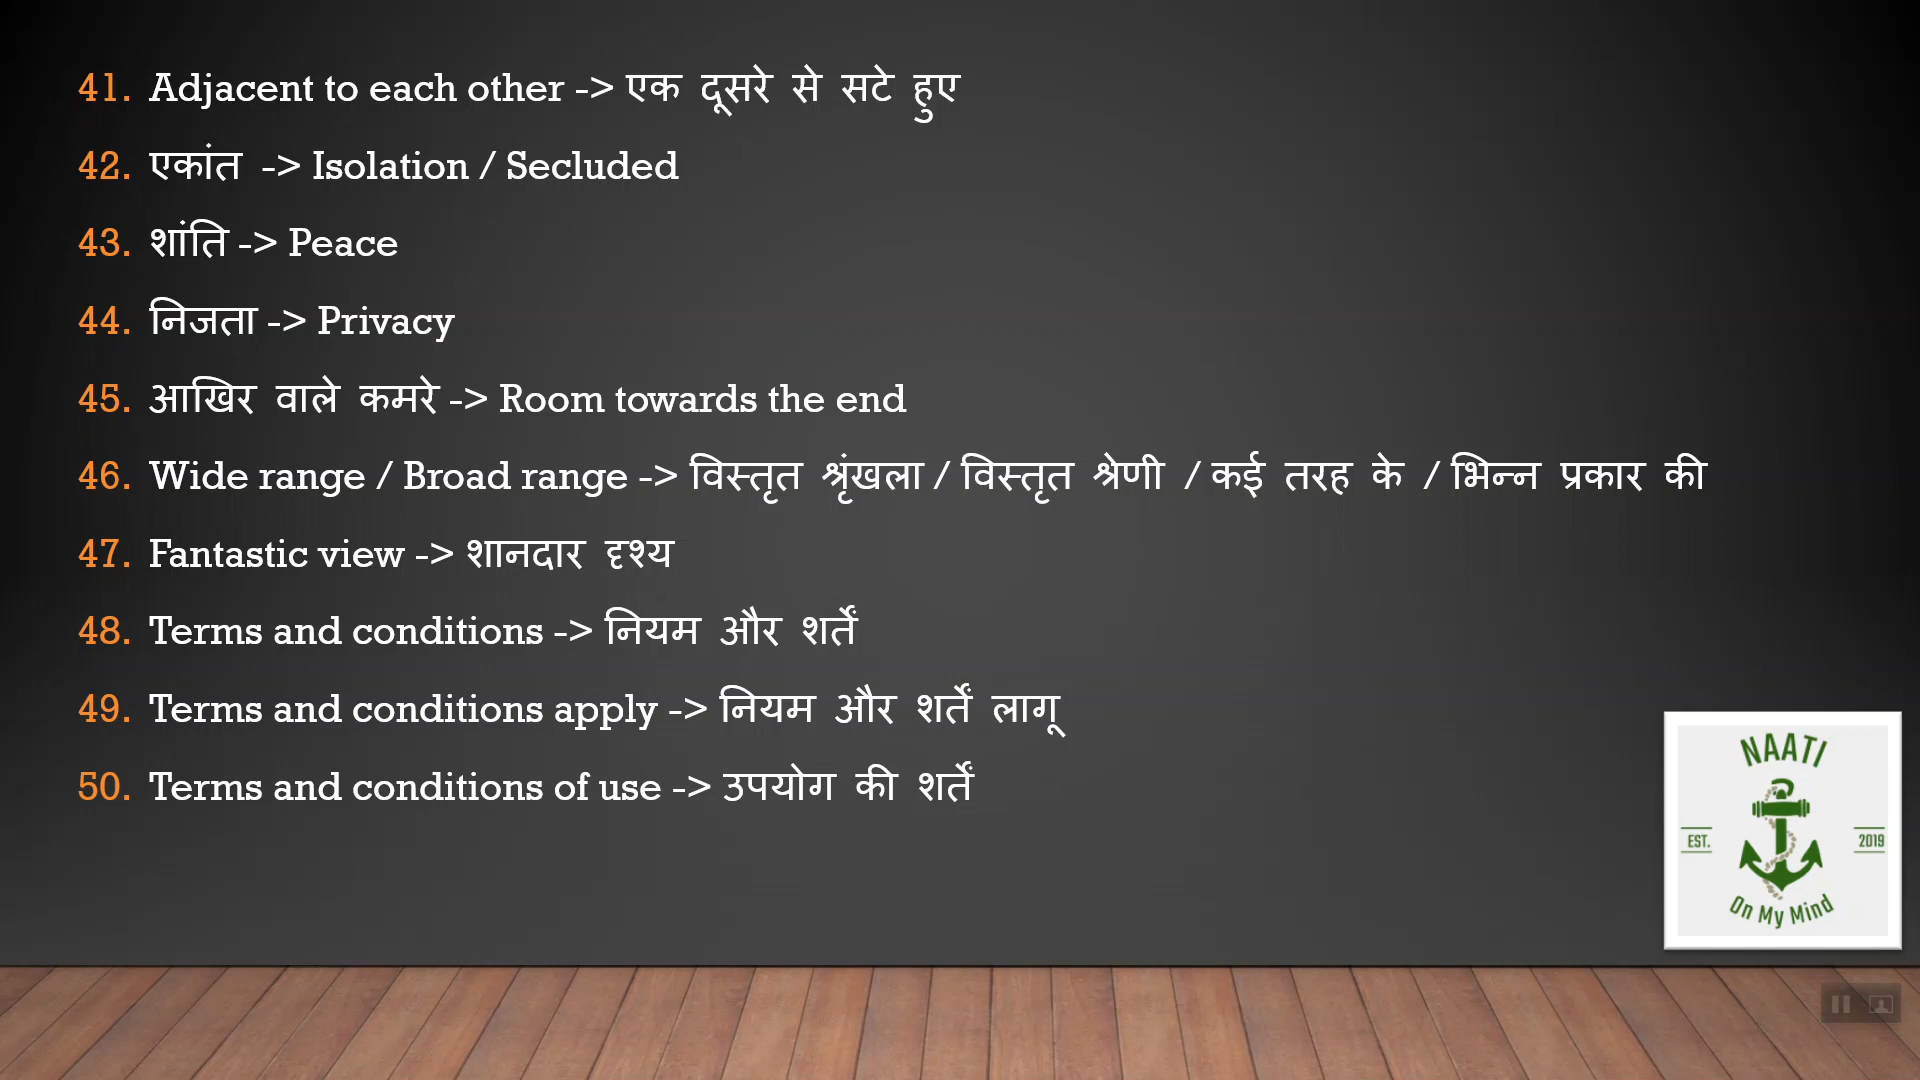 41. Adjacent to each other -> एक दूसरे से सटे हुए
42. एकांत -> Isolation / Secluded
43. शांति -> Peace
44. निजता -> Privacy
45. आखिर वाले कमरे -> Room towards the end
46. Wide range / Broad range -> विस्तृत श्रृंखला / विस्तृत श्रेणी / कई तरह के / भिन्न प्रकार की
47. Fantastic view -> शानदार दृश्य
48. Terms and conditions -> नियम और शर्तें
49. Terms and conditions apply -> नियम और शर्तें लागू
50. Terms and conditions of use -> उपयोग की शर्तें
NAATI
EST. 2019
On My Mind